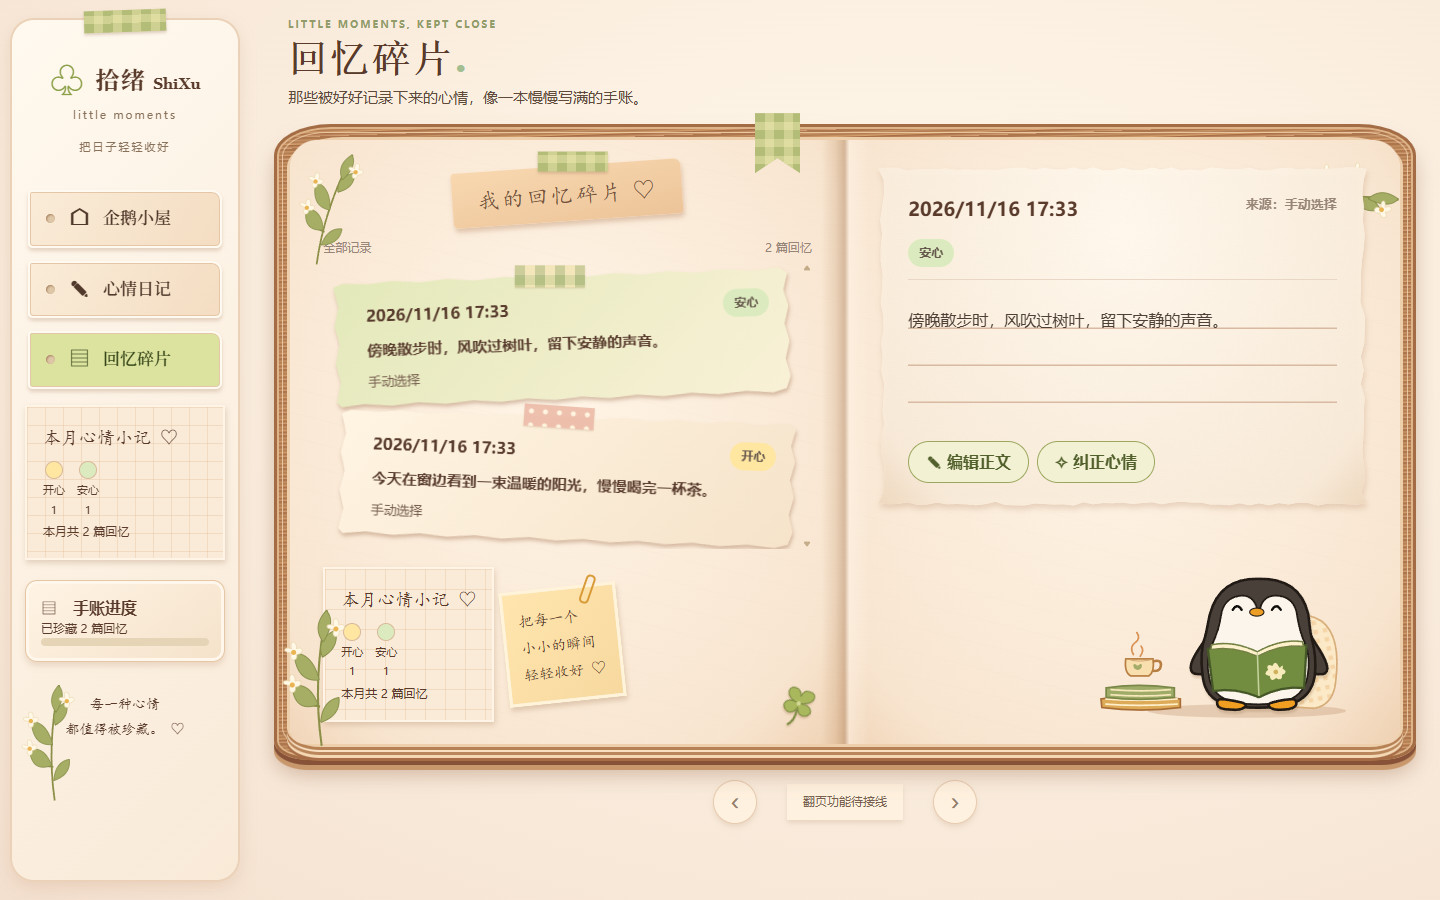 拾绪 ShiXu
little moments
把日子轻轻收好
企鹅小屋
心情日记
回忆碎片
本月心情小记 ♡
开心 安心
1 1
本月共 2 篇回忆
手账进度
已珍藏 2 篇回忆
每一种心情
都值得被珍藏。 ♡
LITTLE MOMENTS, KEPT CLOSE
回忆碎片.
那些被好好记录下来的心情，像一本慢慢写满的手账。
我的回忆碎片 ♡
全部记录 2 篇回忆
2026/11/16 17:33 安心
傍晚散步时，风吹过树叶，留下安静的声音。
手动选择
2026/11/16 17:33 开心
今天在窗边看到一束温暖的阳光，慢慢喝完一杯茶。
手动选择
本月心情小记 ♡
开心 安心
1 1
本月共 2 篇回忆
把每一个
小小的瞬间
轻轻收好 ♡
2026/11/16 17:33 来源：手动选择
安心
傍晚散步时，风吹过树叶，留下安静的声音。
编辑正文 纠正心情
‹ 翻页功能待接线 ›